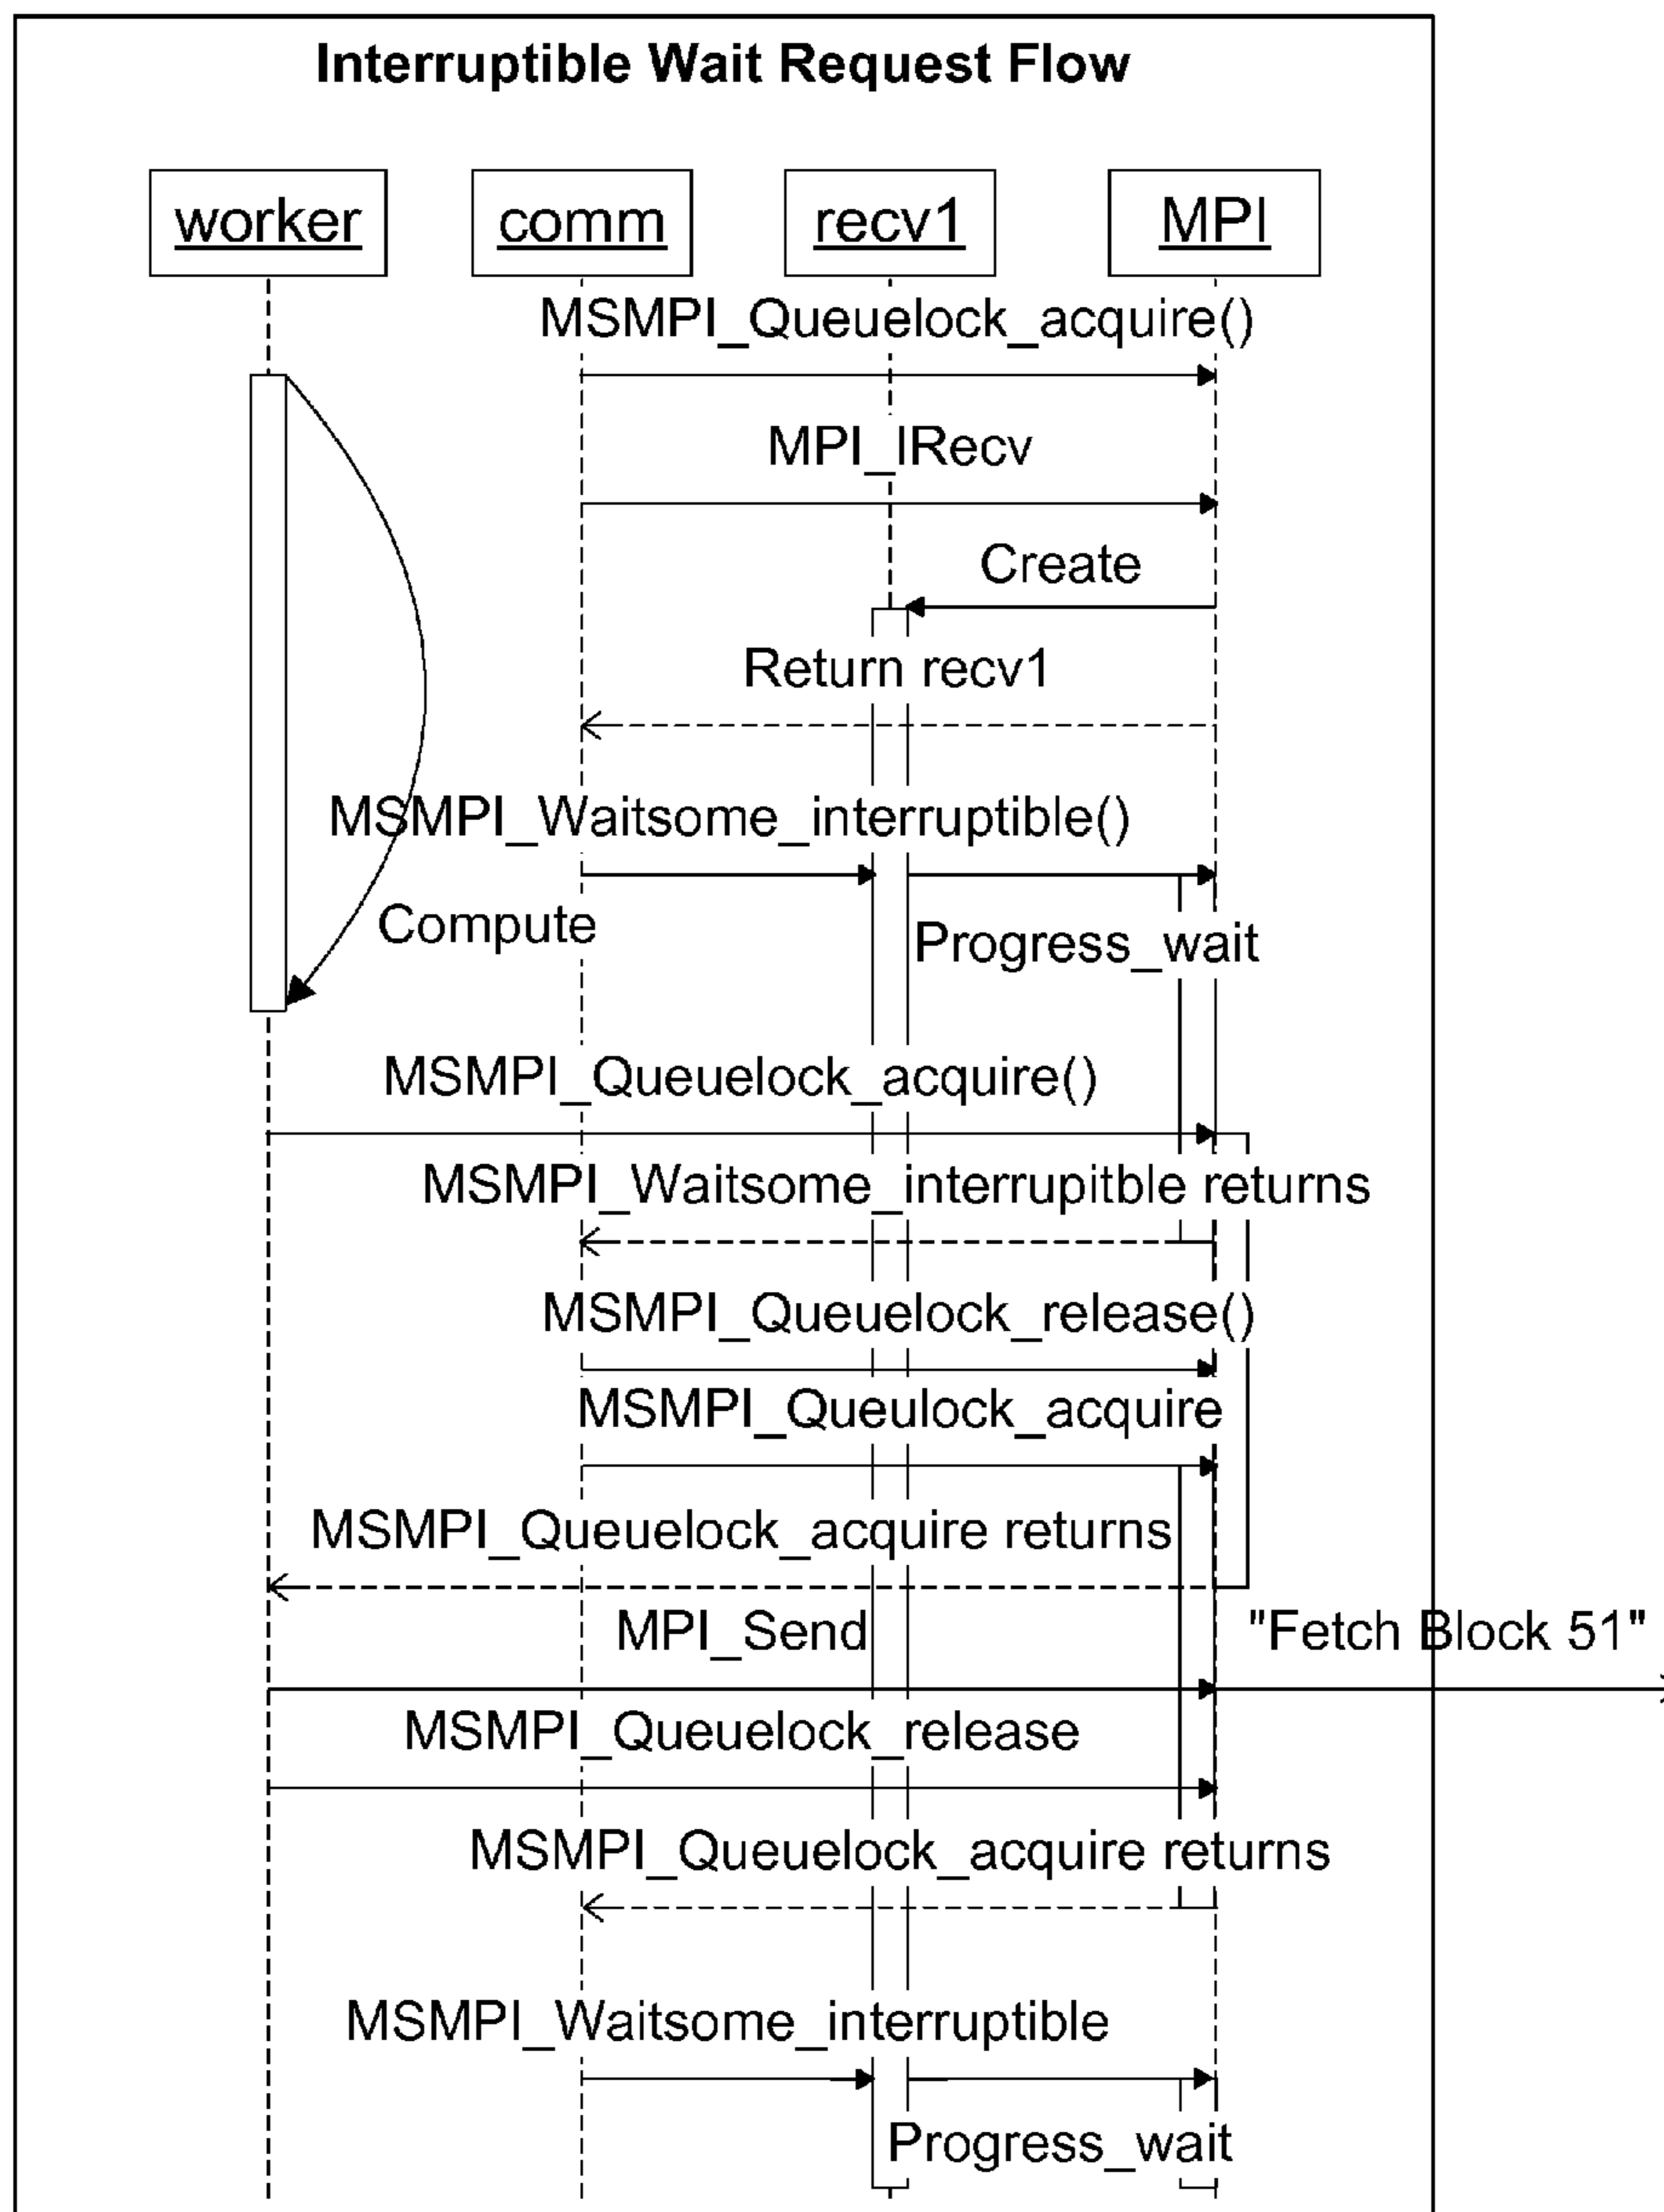 Interruptible Wait Request Flow
worker
comm
recv1
MPI
MSMPI_Queuelock_acquire()
MPI_IRecv
Create
Return recv1
MSMPI_Waitsome_interruptible()
Compute
Progress_wait
MSMPI_Queuelock_acquire()
MSMPI_Waitsome_interrupitble returns
MSMPI_Queuelock_release()
MSMPI_Queulock_acquire
MSMPI_Queuelock_acquire returns
MPI_Send
"Fetch Block 51"
MSMPI_Queuelock_release
MSMPI_Queuelock_acquire returns
MSMPI_Waitsome_interruptible
Progress_wait